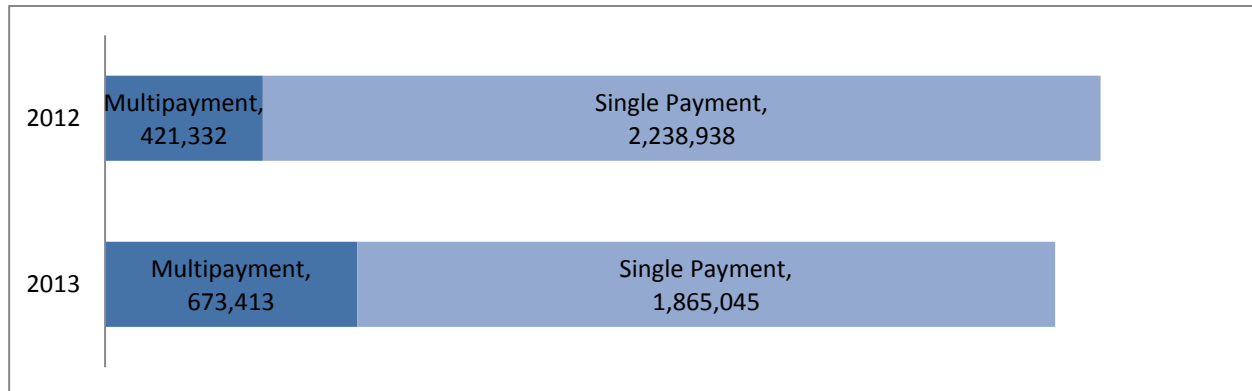 2012
Multipayment,
421,332
Single Payment,
2,238,938
2013
Multipayment,
673,413
Single Payment,
1,865,045